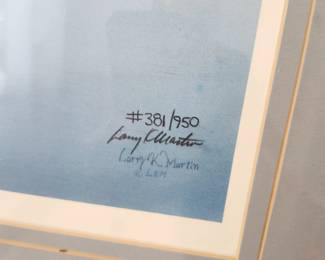 #381/950
Larry K Martin
Larry K. Martin
© LKM